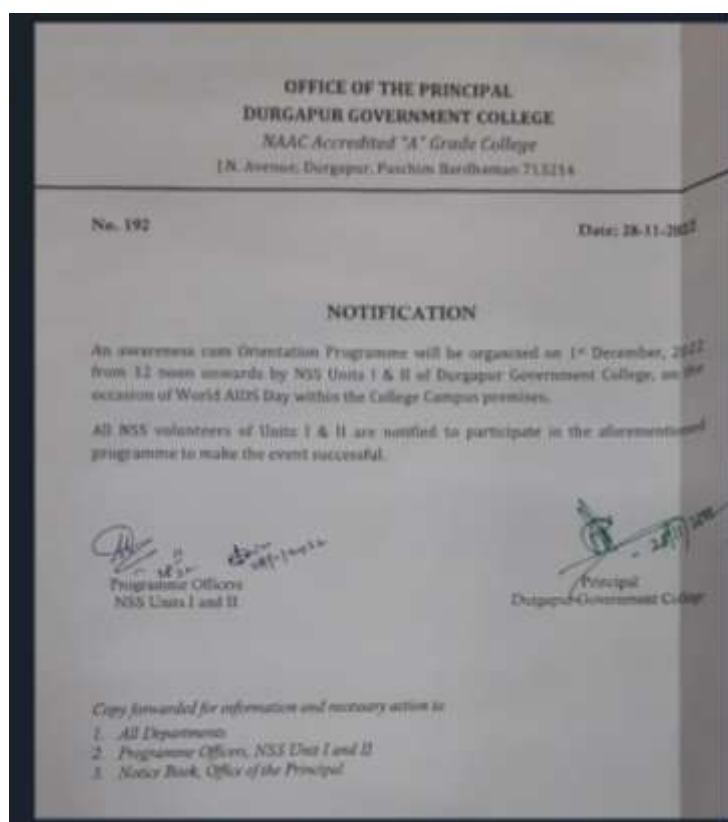 OFFICE OF THE PRINCIPAL
DURGAPUR GOVERNMENT COLLEGE
NAAC Accredited "A" Grade College
J.N. Avenue, Durgapur, Paschim Bardhaman 713214
No. 192
Date: 28-11-2022
NOTIFICATION
An awareness cum Orientation Programme will be organised on 1st December, 2022
from 12 noon onwards by NSS Units I & II of Durgapur Government College, on the
occasion of World AIDS Day within the College Campus premises.
All NSS volunteers of Units I & II are notified to participate in the aforementioned
programme to make the event successful.
Programme Officers
NSS Units I and II
Principal
Durgapur Government College
Copy forwarded for information and necessary action to
1. All Departments
2. Programme Officers, NSS Unit I and II
3. Notice Book, Office of the Principal